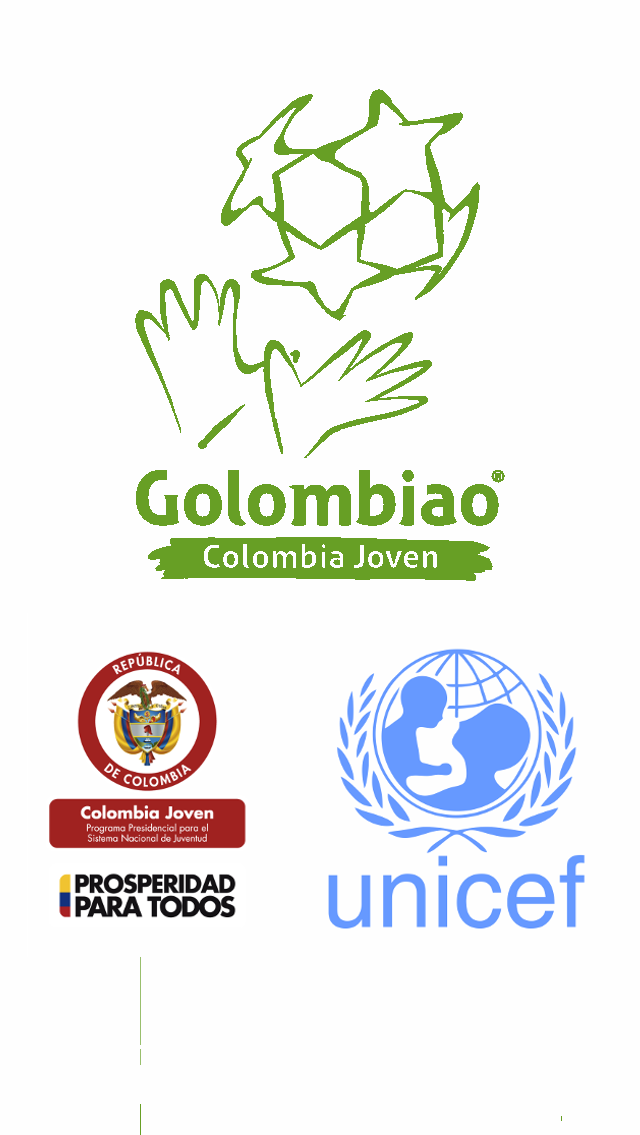 Golombiao®
Colombia Joven
REPÚBLICA
DE COLOMBIA
Colombia Joven
Programa Presidencial para el
Sistema Nacional de Juventud
PROSPERIDAD
PARA TODOS
unicef